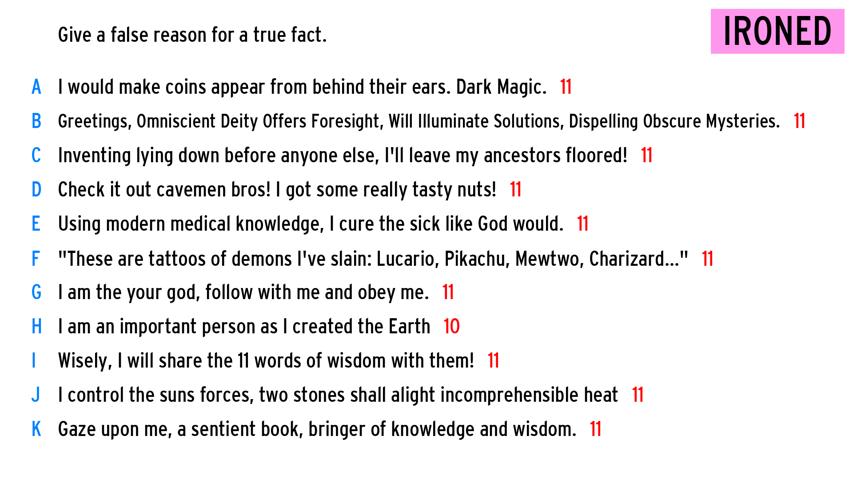 Give a false reason for a true fact.
IRONED
A I would make coins appear from behind their ears. Dark Magic. 11
B Greetings, Omniscient Deity Offers Foresight, Will Illuminate Solutions, Dispelling Obscure Mysteries. 11
C Inventing lying down before anyone else, I'll leave my ancestors floored! 11
D Check it out cavemen bros! I got some really tasty nuts! 11
E Using modern medical knowledge, I cure the sick like God would. 11
F "These are tattoos of demons I've slain: Lucario, Pikachu, Mewtwo, Charizard..." 11
G I am the your god, follow with me and obey me. 11
H I am an important person as I created the Earth 10
I Wisely, I will share the 11 words of wisdom with them! 11
J I control the suns forces, two stones shall alight incomprehensible heat 11
K Gaze upon me, a sentient book, bringer of knowledge and wisdom. 11